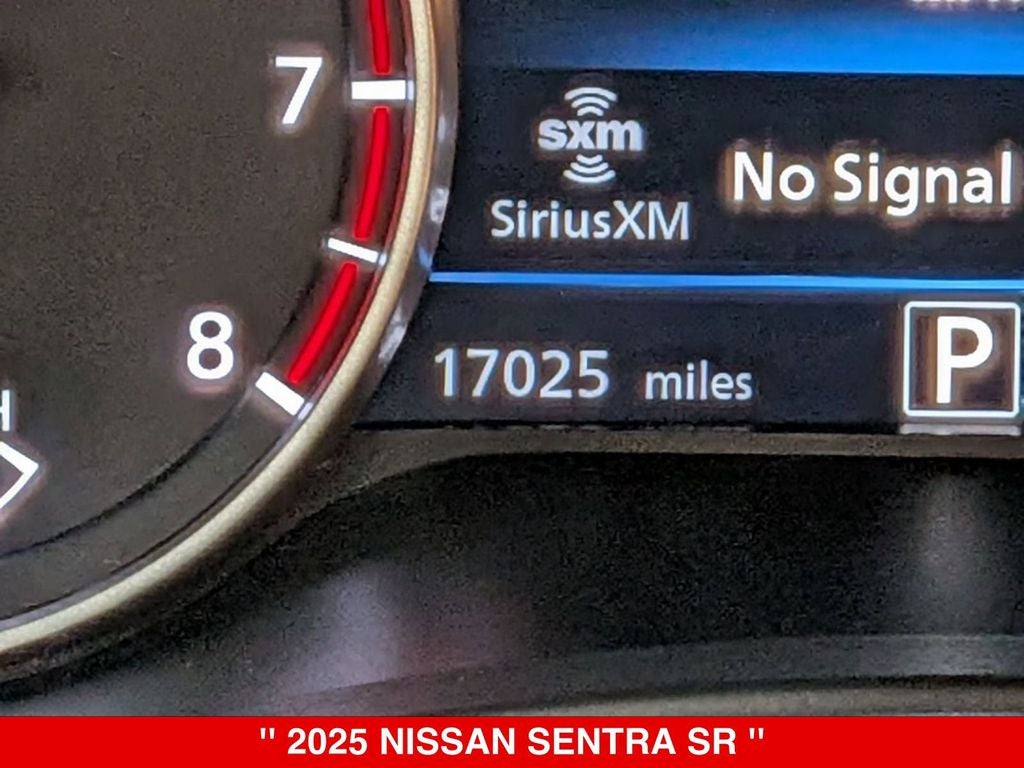 7
sxm
No Signal
SiriusXM
8
17025 miles
P
" 2025 NISSAN SENTRA SR "